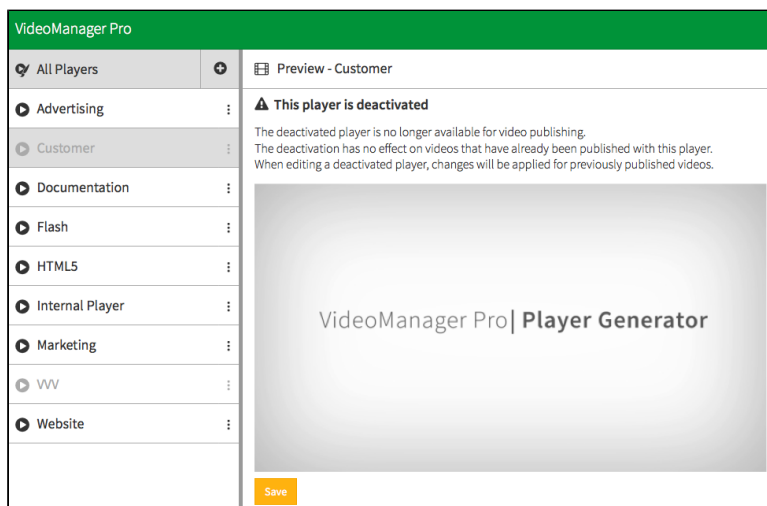 VideoManager Pro
All Players
Preview - Customer
Advertising
Customer
Documentation
Flash
HTML5
Internal Player
Marketing
VVV
Website
This player is deactivated
The deactivated player is no longer available for video publishing.
The deactivation has no effect on videos that have already been published with this player.
When editing a deactivated player, changes will be applied for previously published videos.
VideoManager Pro| Player Generator
Save